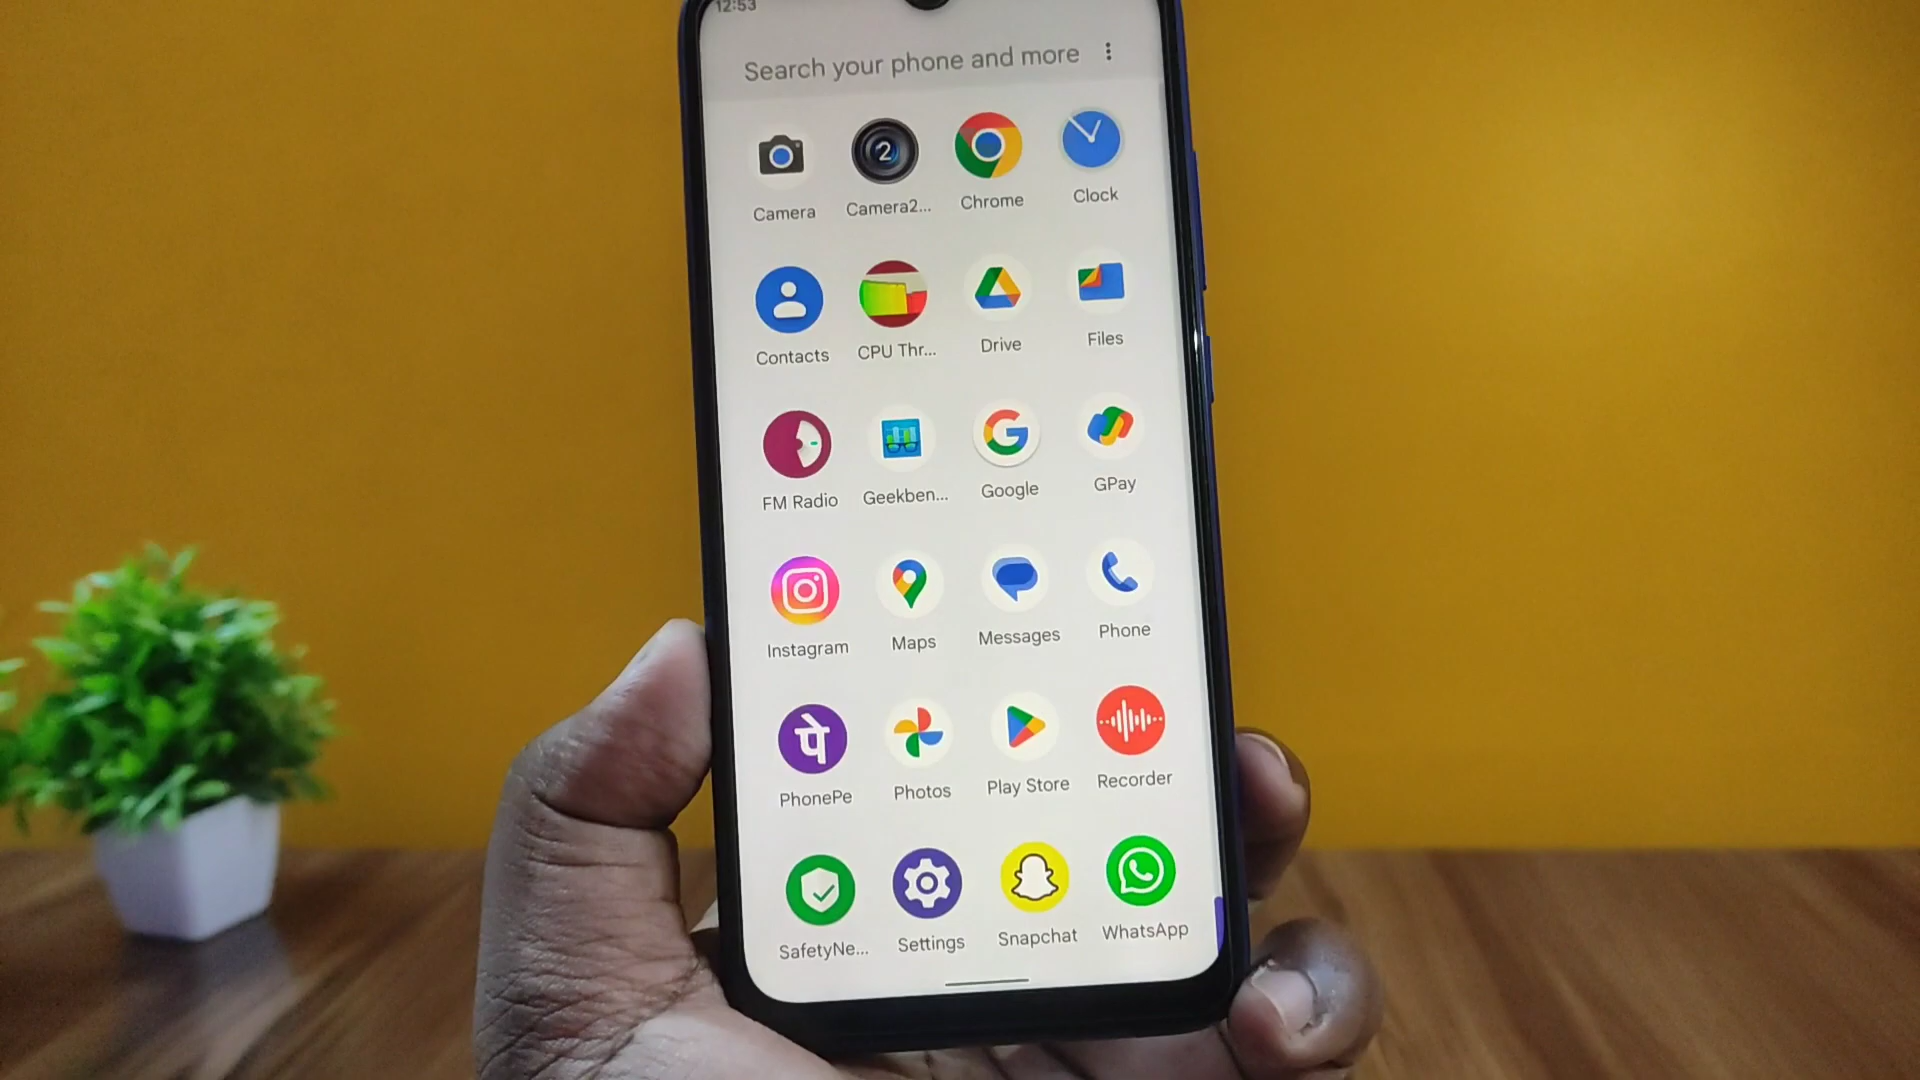 12:53
Search your phone and more
Camera
Camera2...
Chrome
Clock
Contacts
CPU Thr...
Drive
Files
FM Radio
Geekben...
Google
GPay
Instagram
Maps
Messages
Phone
पे
PhonePe
Photos
Play Store
Recorder
SafetyNe...
Settings
Snapchat
WhatsApp